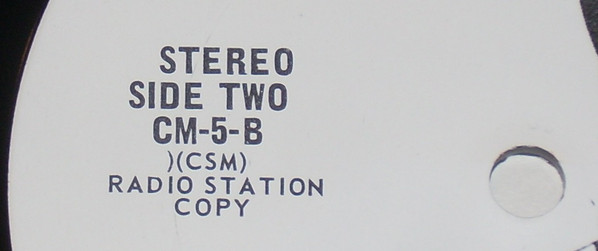 STEREO
SIDE TWO
CM-5-B
)(CSM)
RADIO STATION
COPY